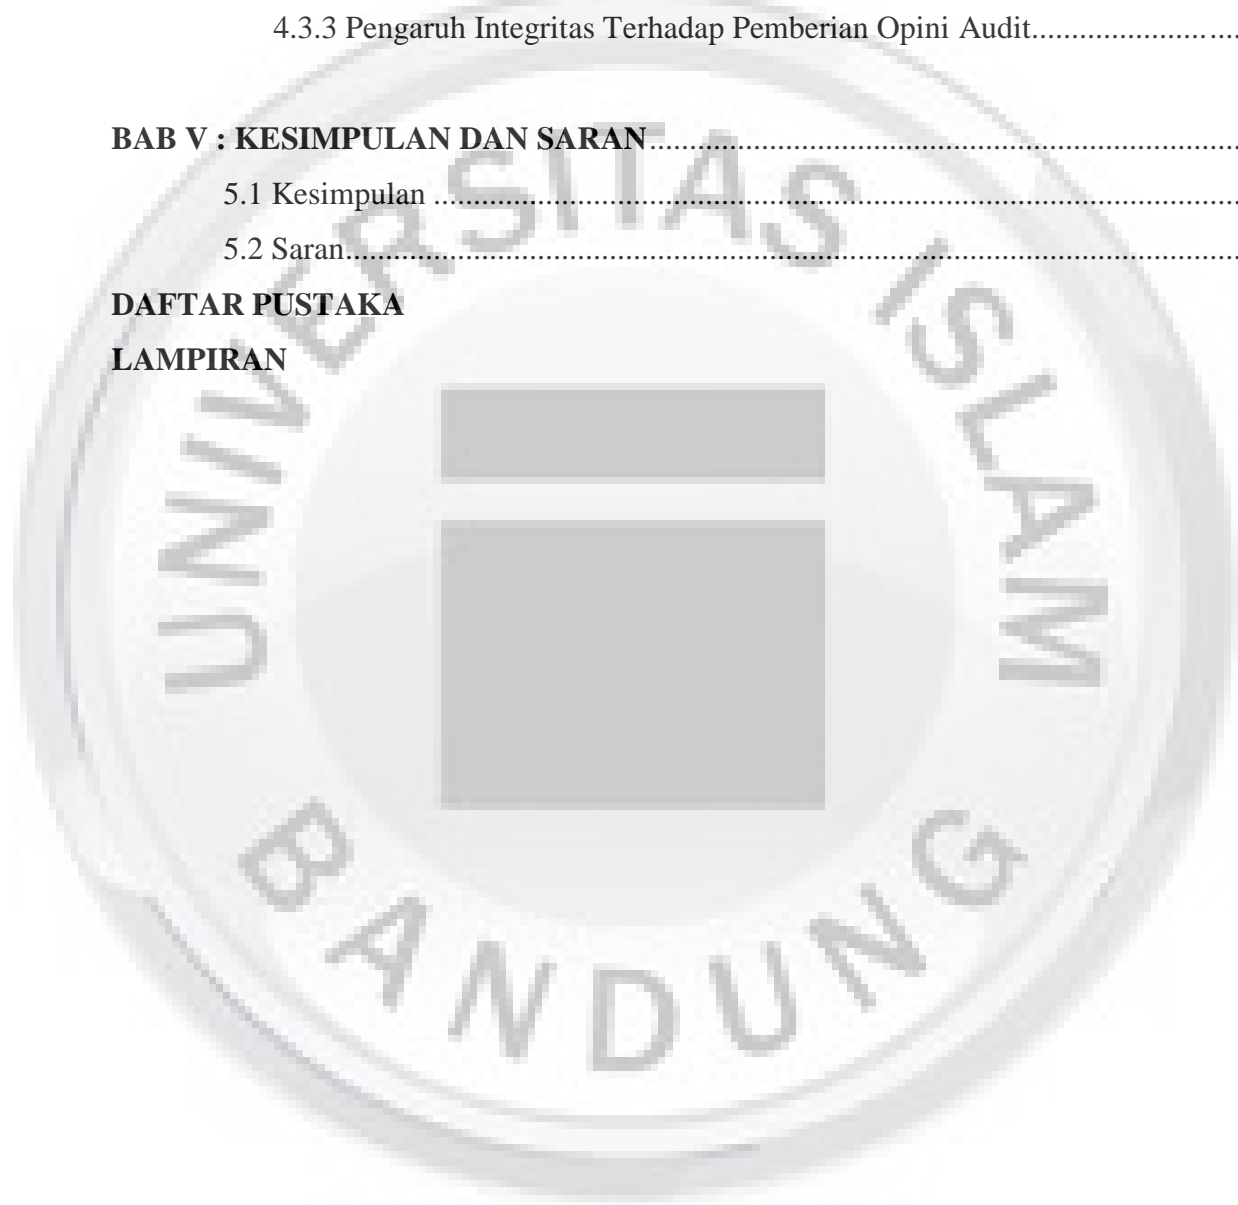 4.3.3 Pengaruh Integritas Terhadap Pemberian Opini Audit.......................
BAB V : KESIMPULAN DAN SARAN................................................................
5.1 Kesimpulan .......................................................................................
5.2 Saran..................................................................................................
DAFTAR PUSTAKA
LAMPIRAN
UNIVERSITAS ISLAM
BANDUNG